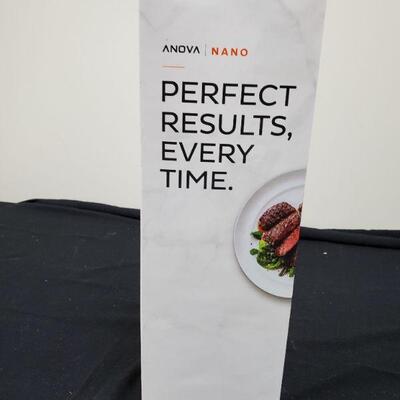 ANOVA | NANO
PERFECT
RESULTS,
EVERY
TIME.